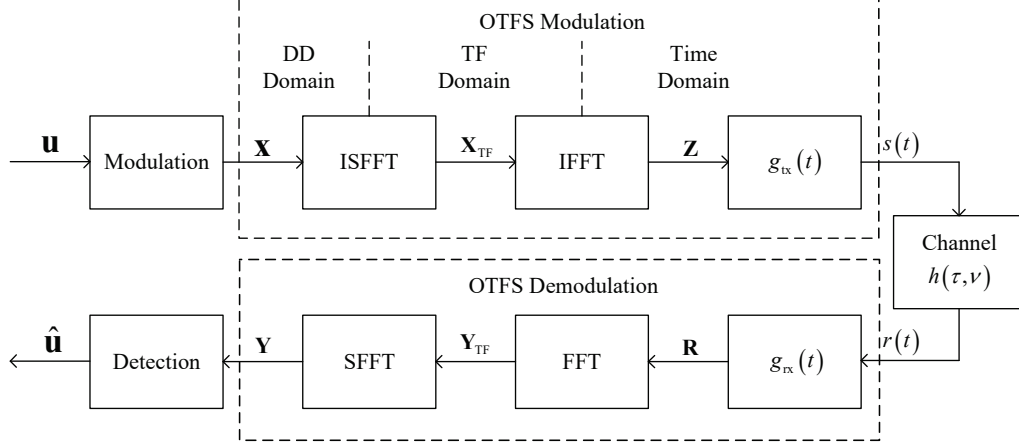 OTFS Modulation
DD
Domain
TF
Domain
Time
Domain
u
Modulation
X
ISFFT
X_TF
IFFT
Z
g_tx(t)
s(t)
Channel
h(τ,ν)
OTFS Demodulation
û
Detection
Y
SFFT
Y_TF
FFT
R
g_rx(t)
r(t)